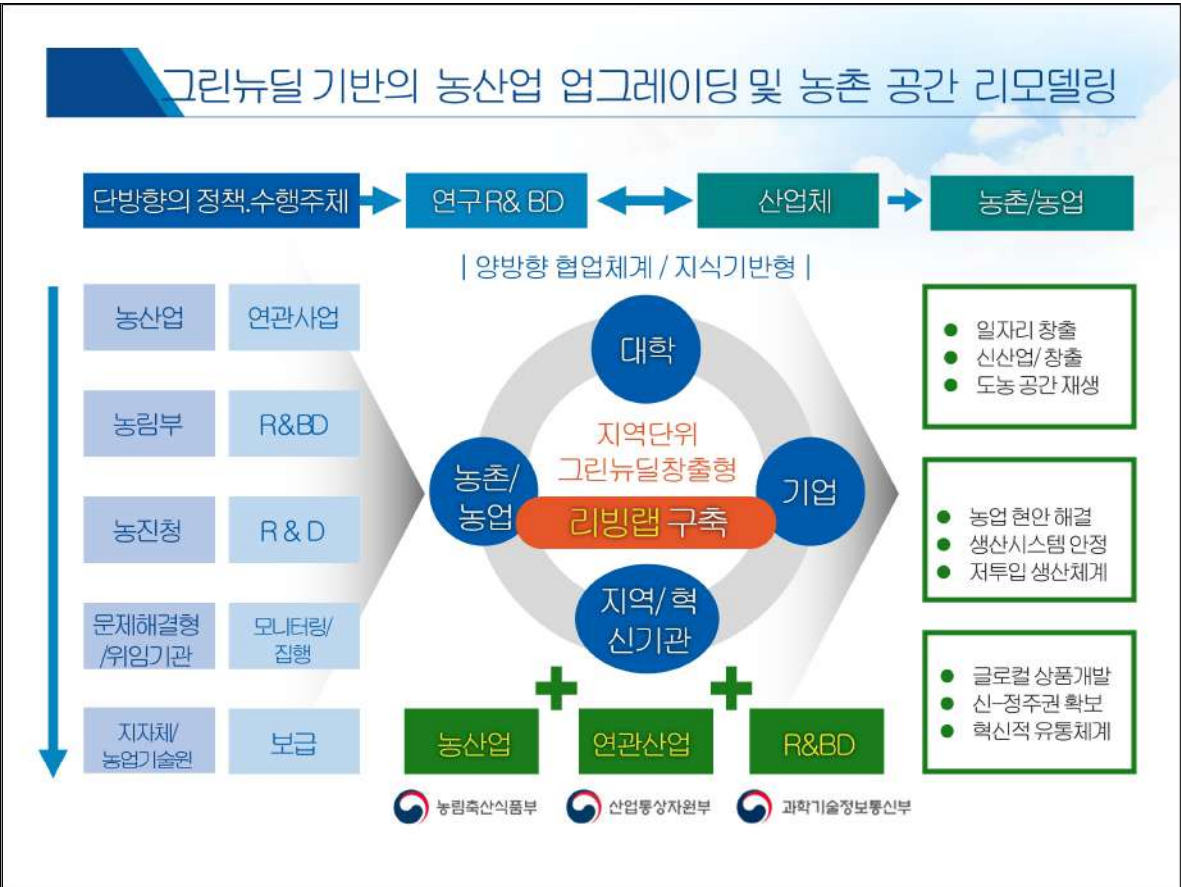 그린뉴딜 기반의 농산업 업그레이딩 및 농촌 공간 리모델링
단방향의 정책.수행주체
연구 R& BD
산업체
농촌/농업
| 양방향 협업체계 / 지식기반형 |
농산업
연관사업
농림부
R&BD
농진청
R & D
문제해결형
/위임기관
모니터링/
집행
지자체/
농업기술원
보급
대학
지역단위
그린뉴딜창출형
리빙랩 구축
농촌/
농업
기업
지역/ 혁
신기관
농산업
연관산업
R&BD
농림축산식품부
산업통상자원부
과학기술정보통신부
● 일자리 창출
● 신산업/ 창출
● 도농 공간 재생
● 농업 현안 해결
● 생산시스템 안정
● 저투입 생산체계
● 글로컬 상품개발
● 신-정주권 확보
● 혁신적 유통체계